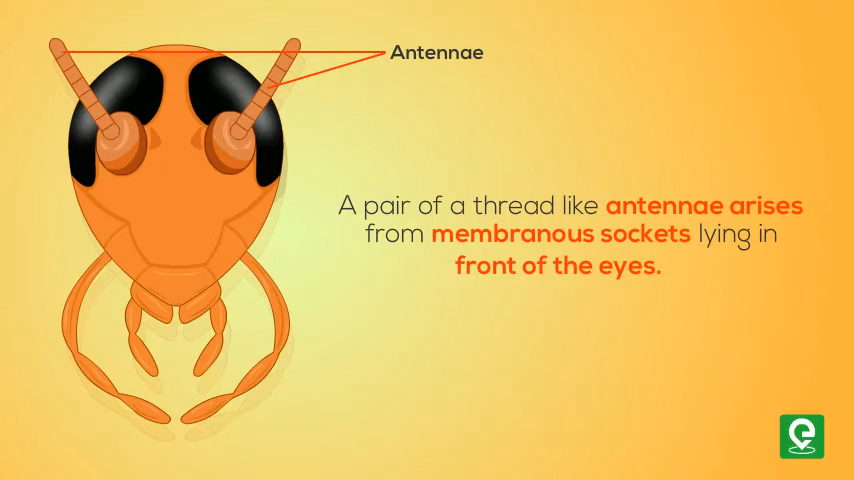 Antennae
A pair of a thread like antennae arises
from membranous sockets lying in
front of the eyes.